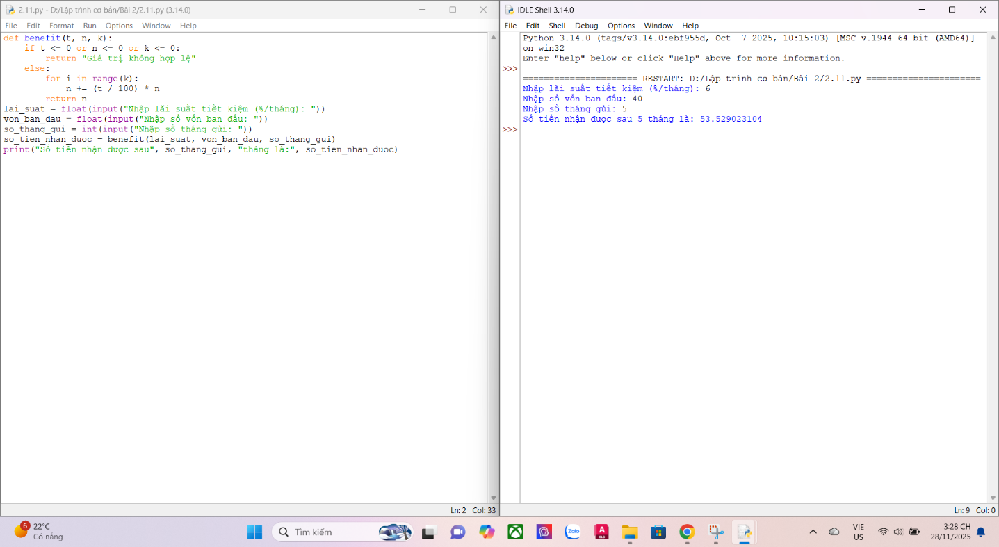 2.11.py - D:/Lập trình cơ bản/Bài 2/2.11.py (3.14.0)
File Edit Format Run Options Window Help
def benefit(t, n, k):
    if t <= 0 or n <= 0 or k <= 0:
        return "Giá trị không hợp lệ"
    else:
        for i in range(k):
            n += (t / 100) * n
        return n
lai_suat = float(input("Nhập lãi suất tiết kiệm (%/tháng): "))
von_ban_dau = float(input("Nhập số vốn ban đầu: "))
so_thang_gui = int(input("Nhập số tháng gửi: "))
so_tien_nhan_duoc = benefit(lai_suat, von_ban_dau, so_thang_gui)
print("Số tiền nhận được sau", so_thang_gui, "tháng là:", so_tien_nhan_duoc)
Ln: 2 Col: 33
IDLE Shell 3.14.0
File Edit Shell Debug Options Window Help
Python 3.14.0 (tags/v3.14.0:ebf955d, Oct  7 2025, 10:15:03) [MSC v.1944 64 bit (AMD64)]
on win32
Enter "help" below or click "Help" above for more information.
>>>
====================== RESTART: D:/Lập trình cơ bản/Bài 2/2.11.py ======================
Nhập lãi suất tiết kiệm (%/tháng): 6
Nhập số vốn ban đầu: 40
Nhập số tháng gửi: 5
Số tiền nhận được sau 5 tháng là: 53.529023104
>>>
Ln: 9 Col: 0
6
22°C
Có nắng
Tìm kiếm
Zalo
A
ELC
VIE
US
3:28 CH
28/11/2025